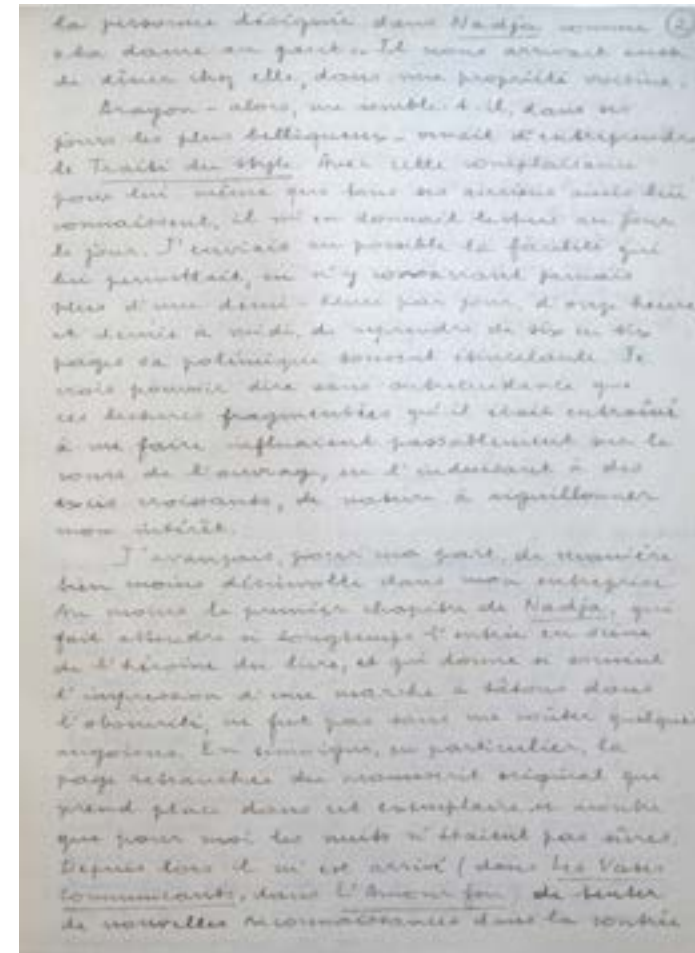 la personne désignée dans Nadja comme (2)
« la dame au gant ». Il nous arrivait aussi
de dîner chez elle, dans une propriété voisine.
Aragon – alors, me semble-t-il, dans ses
jours les plus belliqueux – venait d'entreprendre
le Traité du style. Avec cette complaisance
pour lui-même que tous ses anciens amis lui
connaissent, il m'en donnait lecture au jour
le jour. J'enviais au possible la facilité qui
lui permettait, en n'y consacrant jamais
plus d'une demi-heure par jour, d'onze heures
et demie à midi, de reprendre de six en six
pages sa polémique souvent étincelante. Je
crois pouvoir dire sans outrecuidance que
ces lectures fragmentées qu'il était entraîné
à me faire influaient passablement sur le
cours de l'ouvrage, en l'induisant à des
excès croissants, de nature à aiguillonner
mon intérêt.
J'avançais, pour ma part, de manière
bien moins désinvolte dans mon entreprise.
Au moins le premier chapitre de Nadja, qui
fait attendre si longtemps l'entrée en scène
de l'héroïne du livre, et qui donne si souvent
l'impression d'une marche à tâtons dans
l'obscurité, ne fut pas sans me coûter quelques
angoisses. En témoigne, en particulier, la
page retranchée du manuscrit original qui
prend place dans cet exemplaire et montre
que pour moi les nuits n'étaient pas sûres.
Depuis lors il m'est arrivé (dans Les Vases
Communicants, dans L'Amour fou) de tenter
de nouvelles reconnaissances dans la contrée